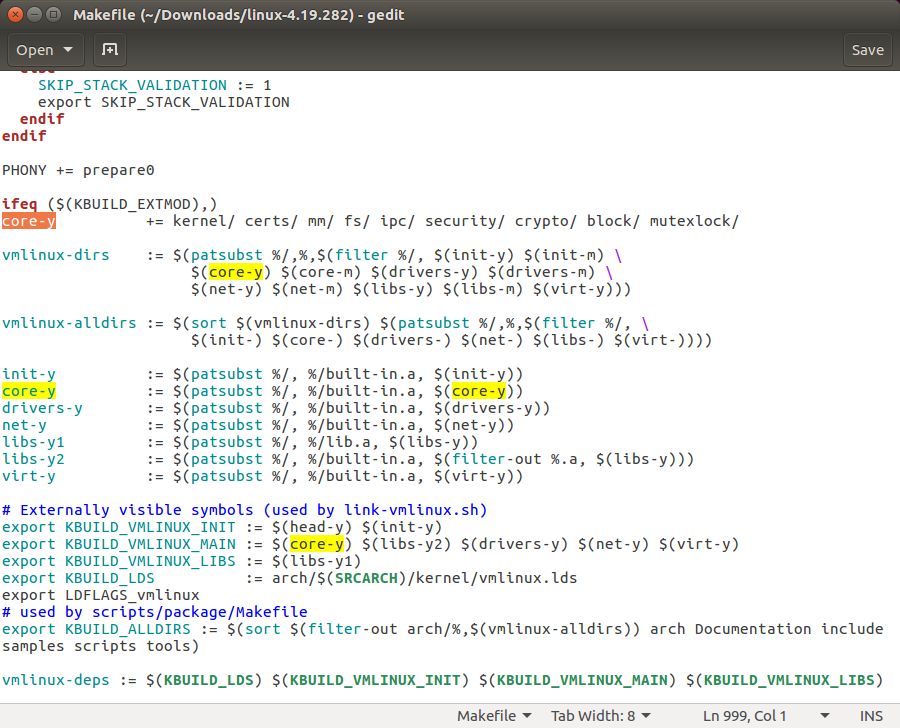 Makefile (~/Downloads/linux-4.19.282) - gedit
Open
Save
else
SKIP_STACK_VALIDATION := 1
export SKIP_STACK_VALIDATION
endif
endif
PHONY += prepare0
ifeq ($(KBUILD_EXTMOD),)
core-y += kernel/ certs/ mm/ fs/ ipc/ security/ crypto/ block/ mutexlock/
vmlinux-dirs := $(patsubst %/,%,$(filter %/, $(init-y) $(init-m) \
$(core-y) $(core-m) $(drivers-y) $(drivers-m) \
$(net-y) $(net-m) $(libs-y) $(libs-m) $(virt-y)))
vmlinux-alldirs := $(sort $(vmlinux-dirs) $(patsubst %/,%,$(filter %/, \
$(init-) $(core-) $(drivers-) $(net-) $(libs-) $(virt-))))
init-y := $(patsubst %/, %/built-in.a, $(init-y))
core-y := $(patsubst %/, %/built-in.a, $(core-y))
drivers-y := $(patsubst %/, %/built-in.a, $(drivers-y))
net-y := $(patsubst %/, %/built-in.a, $(net-y))
libs-y1 := $(patsubst %/, %/lib.a, $(libs-y))
libs-y2 := $(patsubst %/, %/built-in.a, $(filter-out %.a, $(libs-y)))
virt-y := $(patsubst %/, %/built-in.a, $(virt-y))
# Externally visible symbols (used by link-vmlinux.sh)
export KBUILD_VMLINUX_INIT := $(head-y) $(init-y)
export KBUILD_VMLINUX_MAIN := $(core-y) $(libs-y2) $(drivers-y) $(net-y) $(virt-y)
export KBUILD_VMLINUX_LIBS := $(libs-y1)
export KBUILD_LDS := arch/$(SRCARCH)/kernel/vmlinux.lds
export LDFLAGS_vmlinux
# used by scripts/package/Makefile
export KBUILD_ALLDIRS := $(sort $(filter-out arch/%,$(vmlinux-alldirs)) arch Documentation include
samples scripts tools)
vmlinux-deps := $(KBUILD_LDS) $(KBUILD_VMLINUX_INIT) $(KBUILD_VMLINUX_MAIN) $(KBUILD_VMLINUX_LIBS)
Makefile Tab Width: 8 Ln 999, Col 1 INS